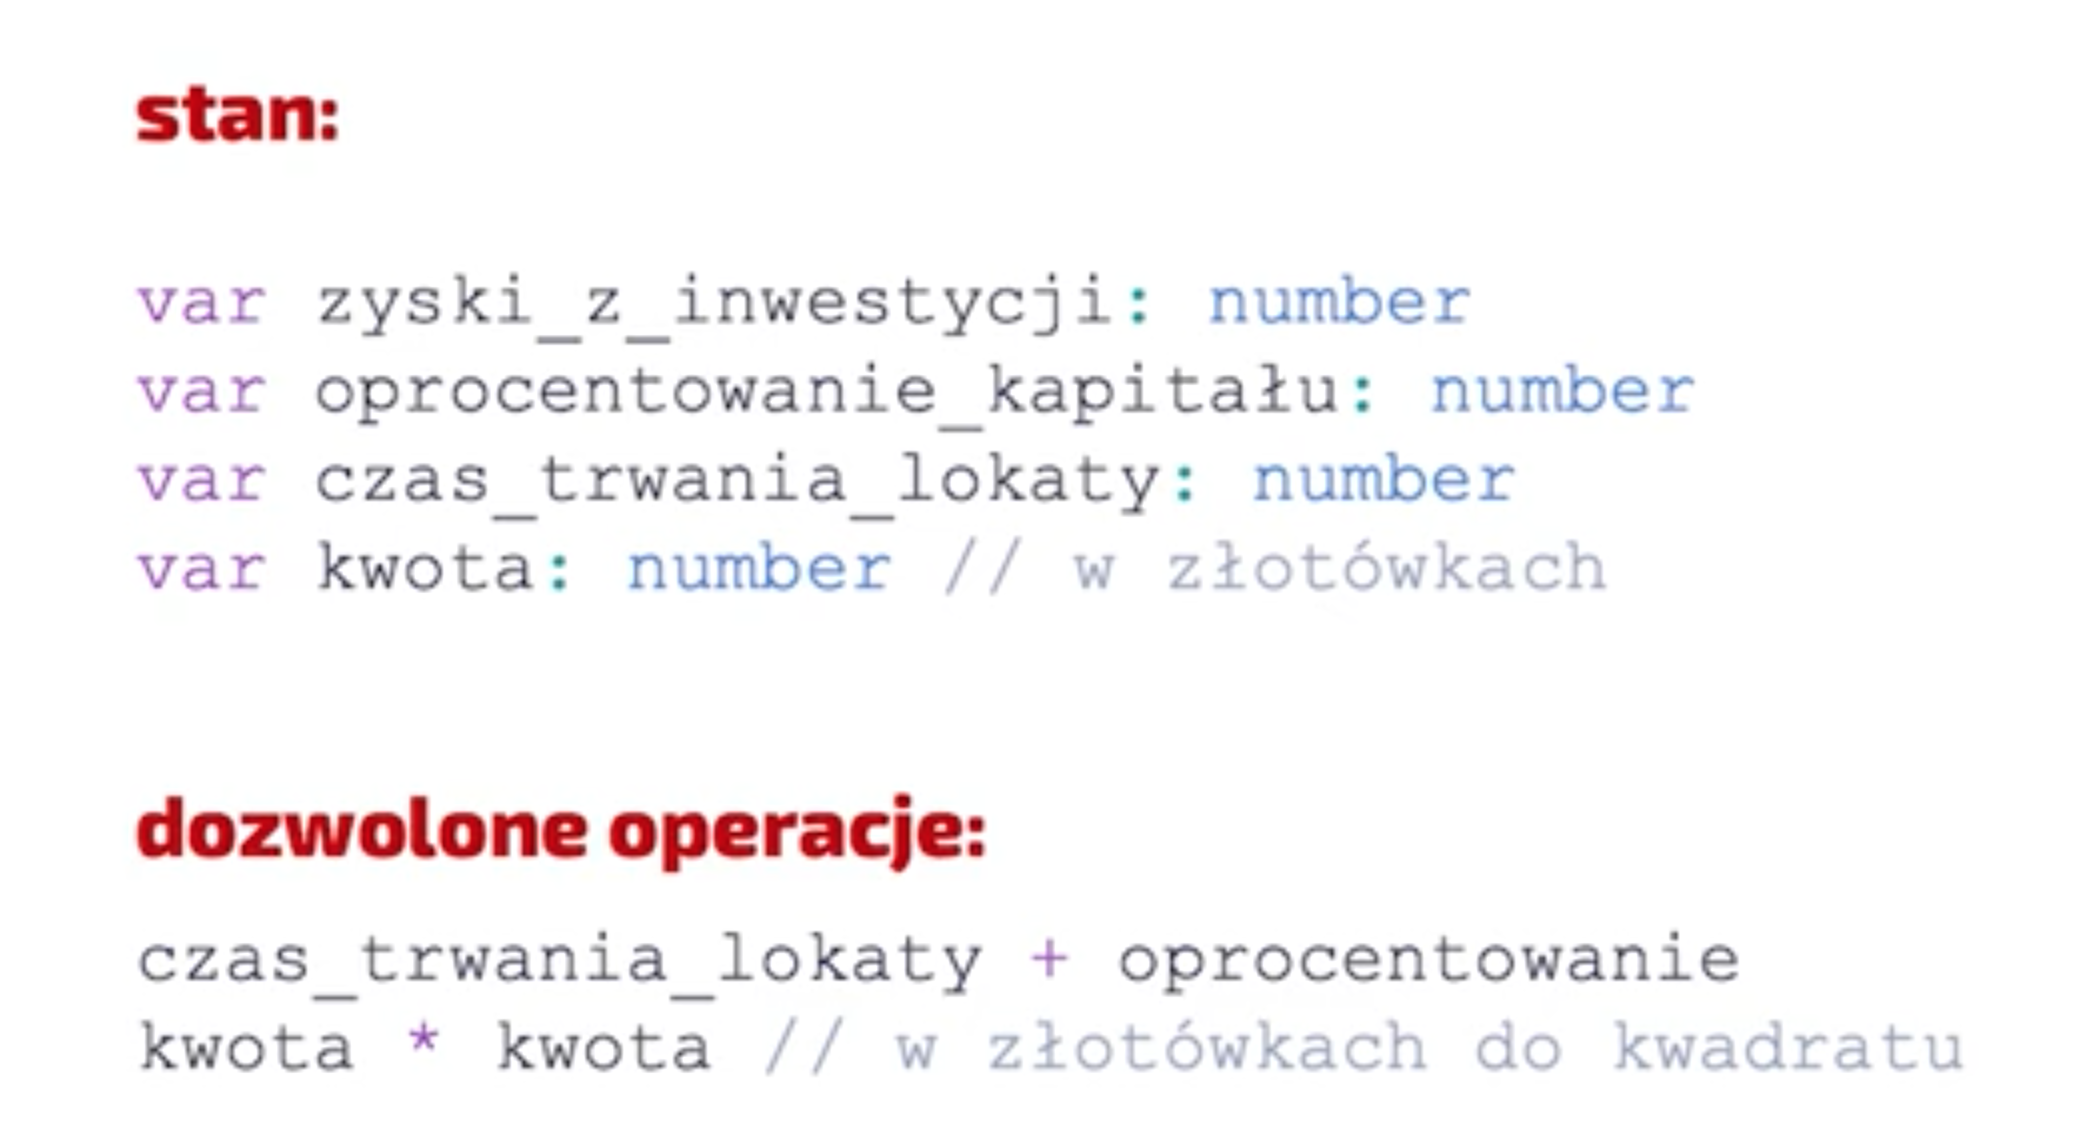 stan:
var zyski_z_inwestycji: number
var oprocentowanie_kapitału: number
var czas_trwania_lokaty: number
var kwota: number // w złotówkach
dozwolone operacje:
czas_trwania_lokaty + oprocentowanie
kwota * kwota // w złotówkach do kwadratu